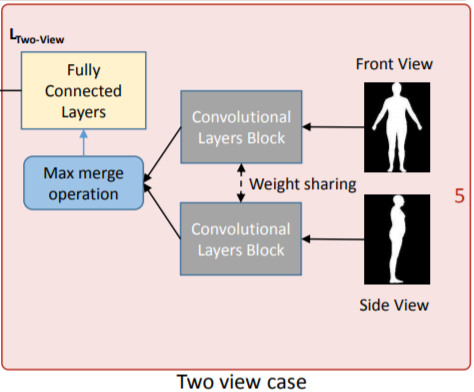 L_Two-View
Fully
Connected
Layers
Max merge
operation
Convolutional
Layers Block
Weight sharing
Convolutional
Layers Block
Front View
Side View
5
Two view case